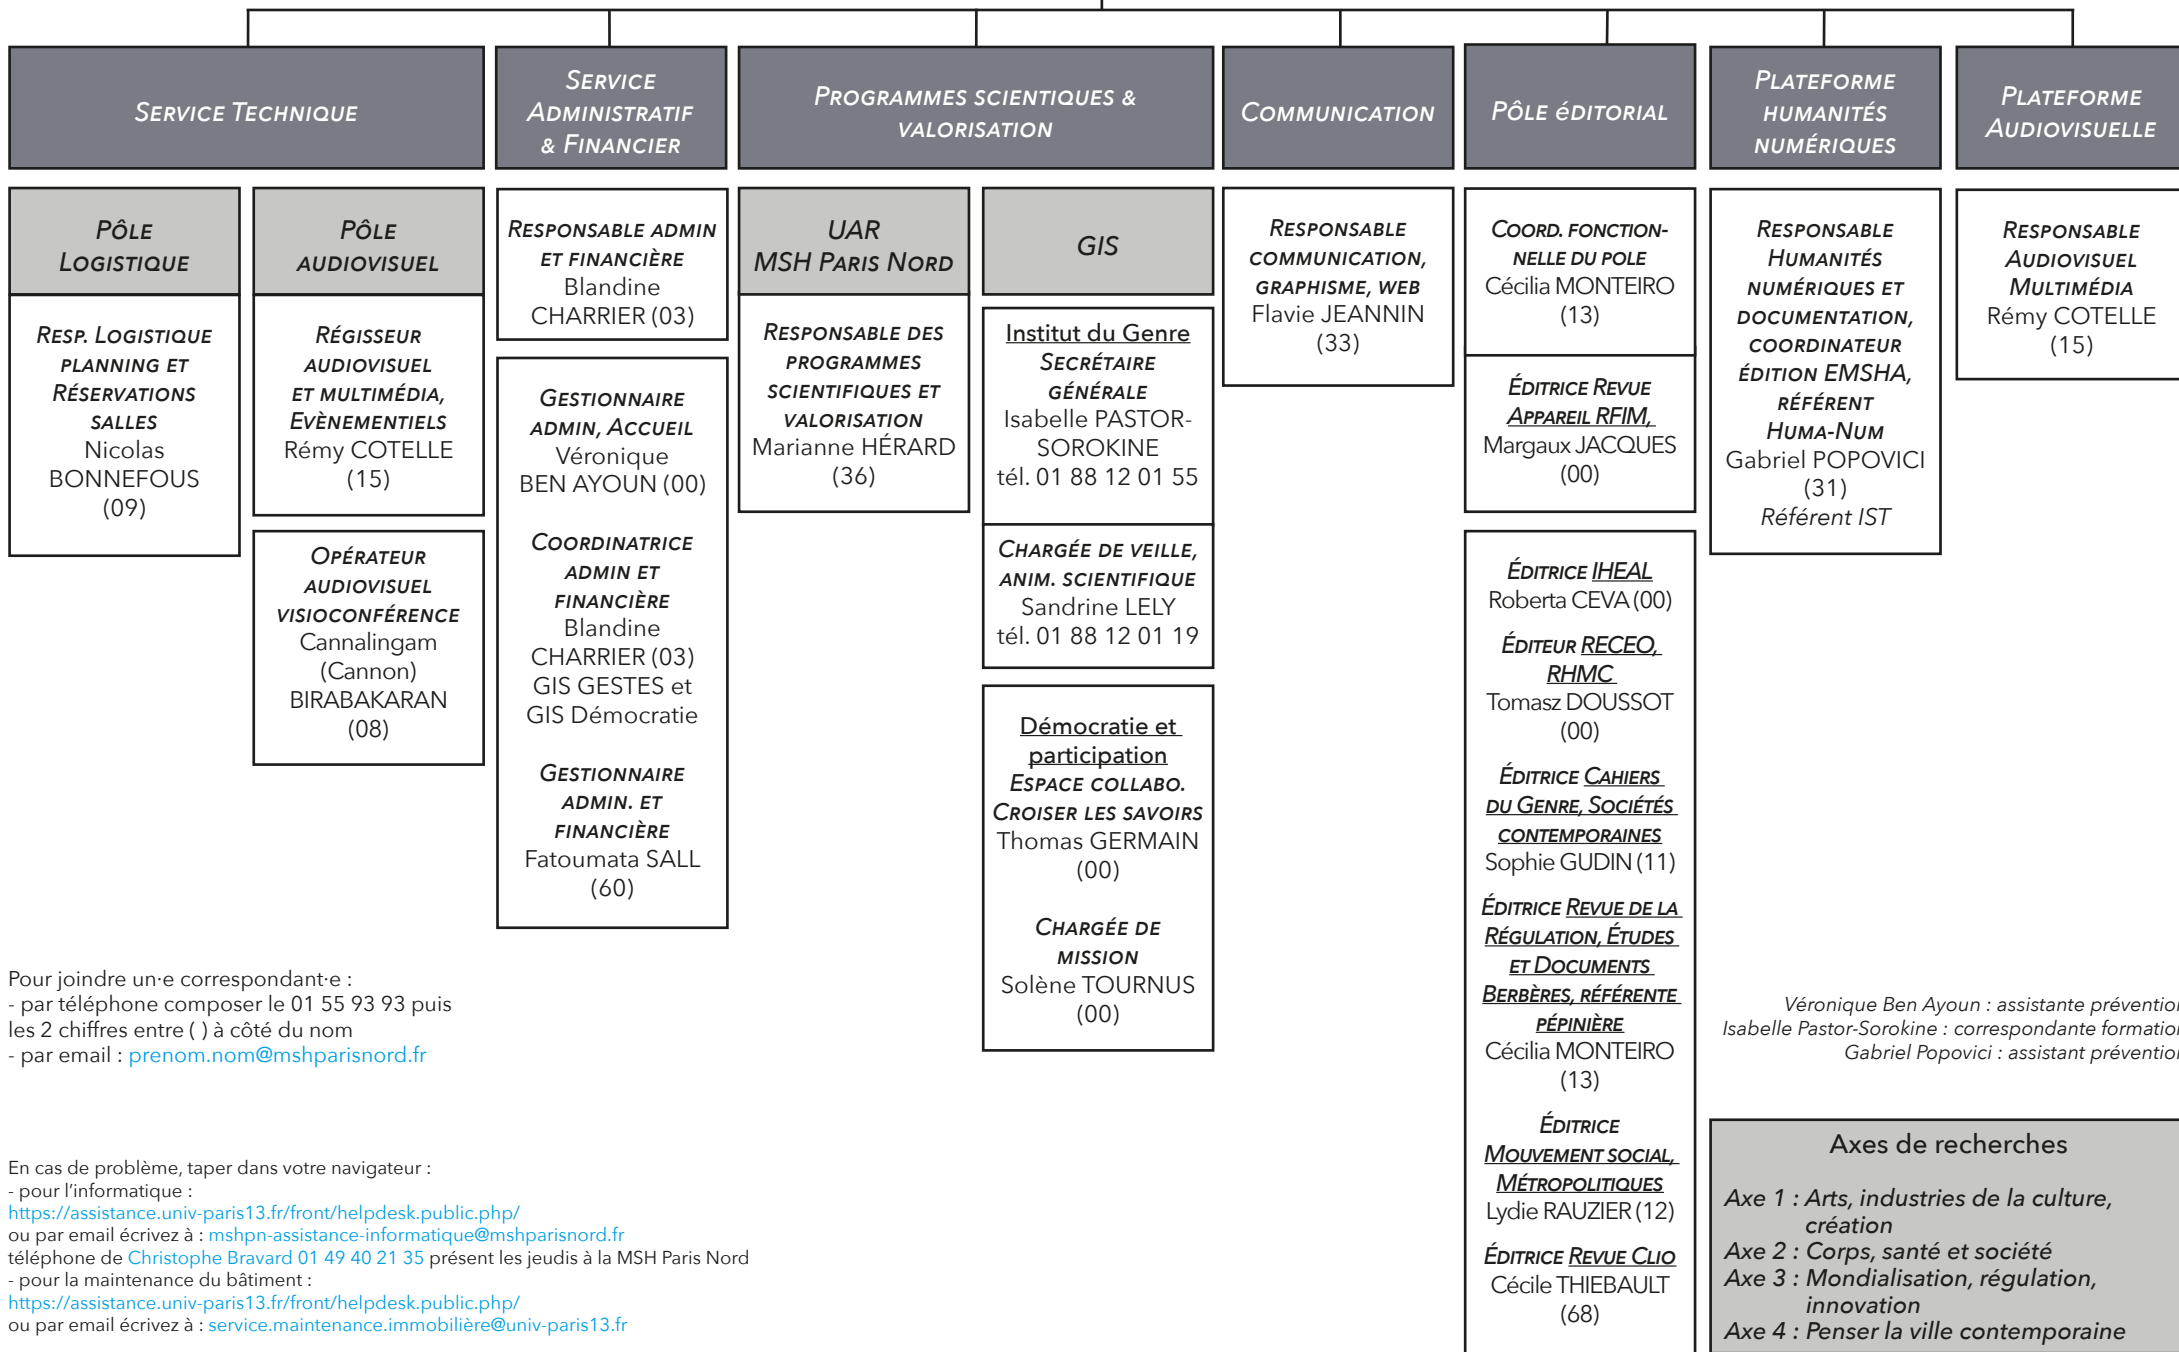 Service Technique
Service
Administratif
& Financier
Programmes scientiques &
valorisation
Communication
Pôle éditorial
Plateforme
humanités
numériques
Plateforme
Audiovisuelle
Pôle
Logistique
Resp. Logistique
planning et
Réservations
salles
Nicolas
BONNEFOUS
(09)
Pôle
audiovisuel
Régisseur
audiovisuel
et multimédia,
Evènementiels
Rémy COTELLE
(15)
Opérateur
audiovisuel
visioconférence
Cannalingam
(Cannon)
BIRABAKARAN
(08)
Responsable admin
et financière
Blandine
CHARRIER (03)
Gestionnaire
admin, Accueil
Véronique
BEN AYOUN (00)
Coordinatrice
admin et
financière
Blandine
CHARRIER (03)
GIS GESTES et
GIS Démocratie
Gestionnaire
admin. et
financière
Fatoumata SALL
(60)
UAR
MSH Paris Nord
Responsable des
programmes
scientifiques et
valorisation
Marianne HÉRARD
(36)
GIS
Institut du Genre
Secrétaire
générale
Isabelle PASTOR-
SOROKINE
tél. 01 88 12 01 55
Chargée de veille,
anim. scientifique
Sandrine LELY
tél. 01 88 12 01 19
Démocratie et
participation
Espace collabo.
Croiser les savoirs
Thomas GERMAIN
(00)
Chargée de
mission
Solène TOURNUS
(00)
Responsable
communication,
graphisme, web
Flavie JEANNIN
(33)
Coord. fonction-
nelle du pole
Cécilia MONTEIRO
(13)
Éditrice Revue
Appareil RFIM,
Margaux JACQUES
(00)
Éditrice IHEAL
Roberta CEVA (00)
Éditeur RECEO,
RHMC
Tomasz DOUSSOT
(00)
Éditrice Cahiers
du Genre, Sociétés
contemporaines
Sophie GUDIN (11)
Éditrice Revue de la
Régulation, Études
et Documents
Berbères, référente
pépinière
Cécilia MONTEIRO
(13)
Éditrice
Mouvement social,
Métropolitiques
Lydie RAUZIER (12)
Éditrice Revue Clio
Cécile THIEBAULT
(68)
Responsable
Humanités
numériques et
documentation,
coordinateur
édition EMSHA,
référent
Huma-Num
Gabriel POPOVICI
(31)
Référent IST
Responsable
Audiovisuel
Multimédia
Rémy COTELLE
(15)
Pour joindre un·e correspondant·e :
- par téléphone composer le 01 55 93 93 puis
les 2 chiffres entre ( ) à côté du nom
- par email : prenom.nom@mshparisnord.fr
En cas de problème, taper dans votre navigateur :
- pour l'informatique :
https://assistance.univ-paris13.fr/front/helpdesk.public.php/
ou par email écrivez à : mshpn-assistance-informatique@mshparisnord.fr
téléphone de Christophe Bravard 01 49 40 21 35 présent les jeudis à la MSH Paris Nord
- pour la maintenance du bâtiment :
https://assistance.univ-paris13.fr/front/helpdesk.public.php/
ou par email écrivez à : service.maintenance.immobilière@univ-paris13.fr
Véronique Ben Ayoun : assistante prévention
Isabelle Pastor-Sorokine : correspondante formation
Gabriel Popovici : assistant prévention
Axes de recherches
Axe 1 : Arts, industries de la culture,
création
Axe 2 : Corps, santé et société
Axe 3 : Mondialisation, régulation,
innovation
Axe 4 : Penser la ville contemporaine